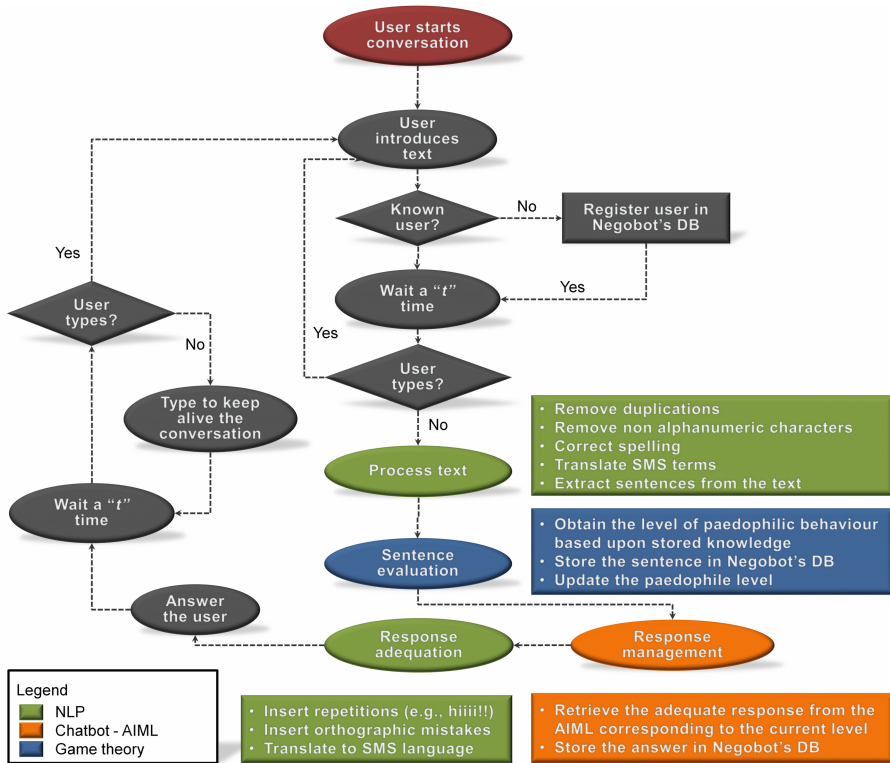 User starts
conversation
User
introduces
text
Known
user?
No
Register user in
Negobot's DB
Yes
Yes
Wait a “t”
time
User
types?
No
Yes
User
types?
Type to keep
alive the
conversation
No
Process text
• Remove duplications
• Remove non alphanumeric characters
• Correct spelling
• Translate SMS terms
• Extract sentences from the text
Wait a “t”
time
Sentence
evaluation
• Obtain the level of paedophilic behaviour
based upon stored knowledge
• Store the sentence in Negobot's DB
• Update the paedophile level
Answer
the user
Response
adequation
Response
management
Legend
NLP
Chatbot - AIML
Game theory
• Insert repetitions (e.g., hiiii!!)
• Insert orthographic mistakes
• Translate to SMS language
• Retrieve the adequate response from the
AIML corresponding to the current level
• Store the answer in Negobot's DB